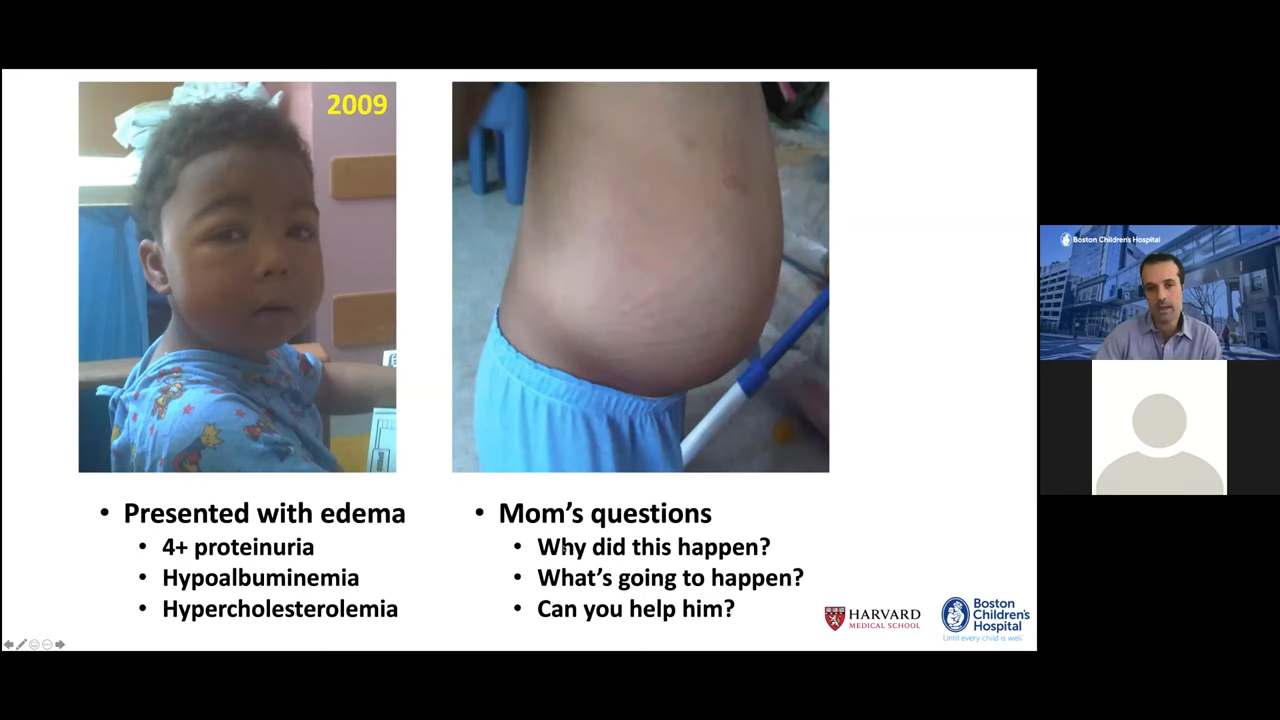 2009
• Presented with edema
• 4+ proteinuria
• Hypoalbuminemia
• Hypercholesterolemia
• Mom's questions
• Why did this happen?
• What's going to happen?
• Can you help him?
HARVARD
MEDICAL SCHOOL
Boston
Children's
Hospital
Until every child is well
Boston Children's Hospital